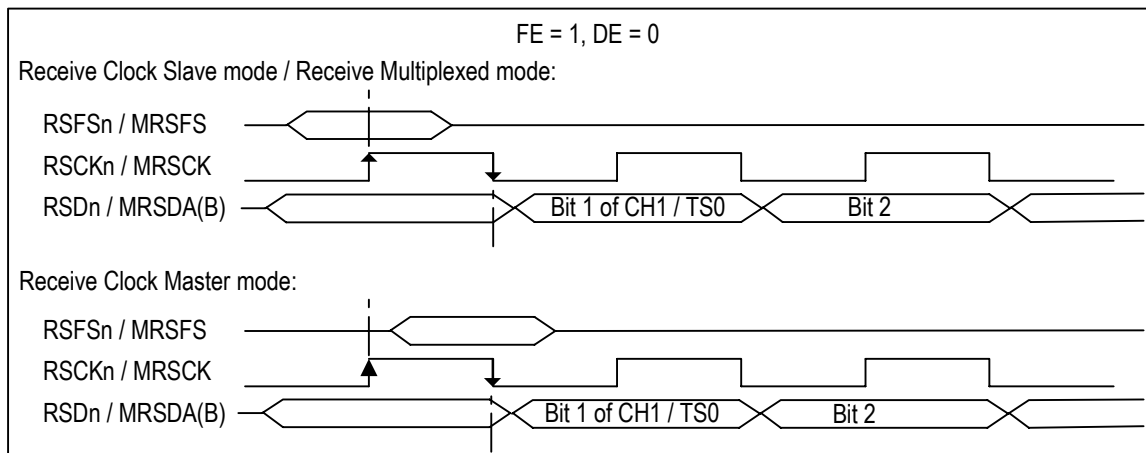 FE = 1, DE = 0
Receive Clock Slave mode / Receive Multiplexed mode:
RSFSn / MRSFS
RSCKn / MRSCK
RSDn / MRSDA(B)
Bit 1 of CH1 / TS0
Bit 2
Receive Clock Master mode:
RSFSn / MRSFS
RSCKn / MRSCK
RSDn / MRSDA(B)
Bit 1 of CH1 / TS0
Bit 2